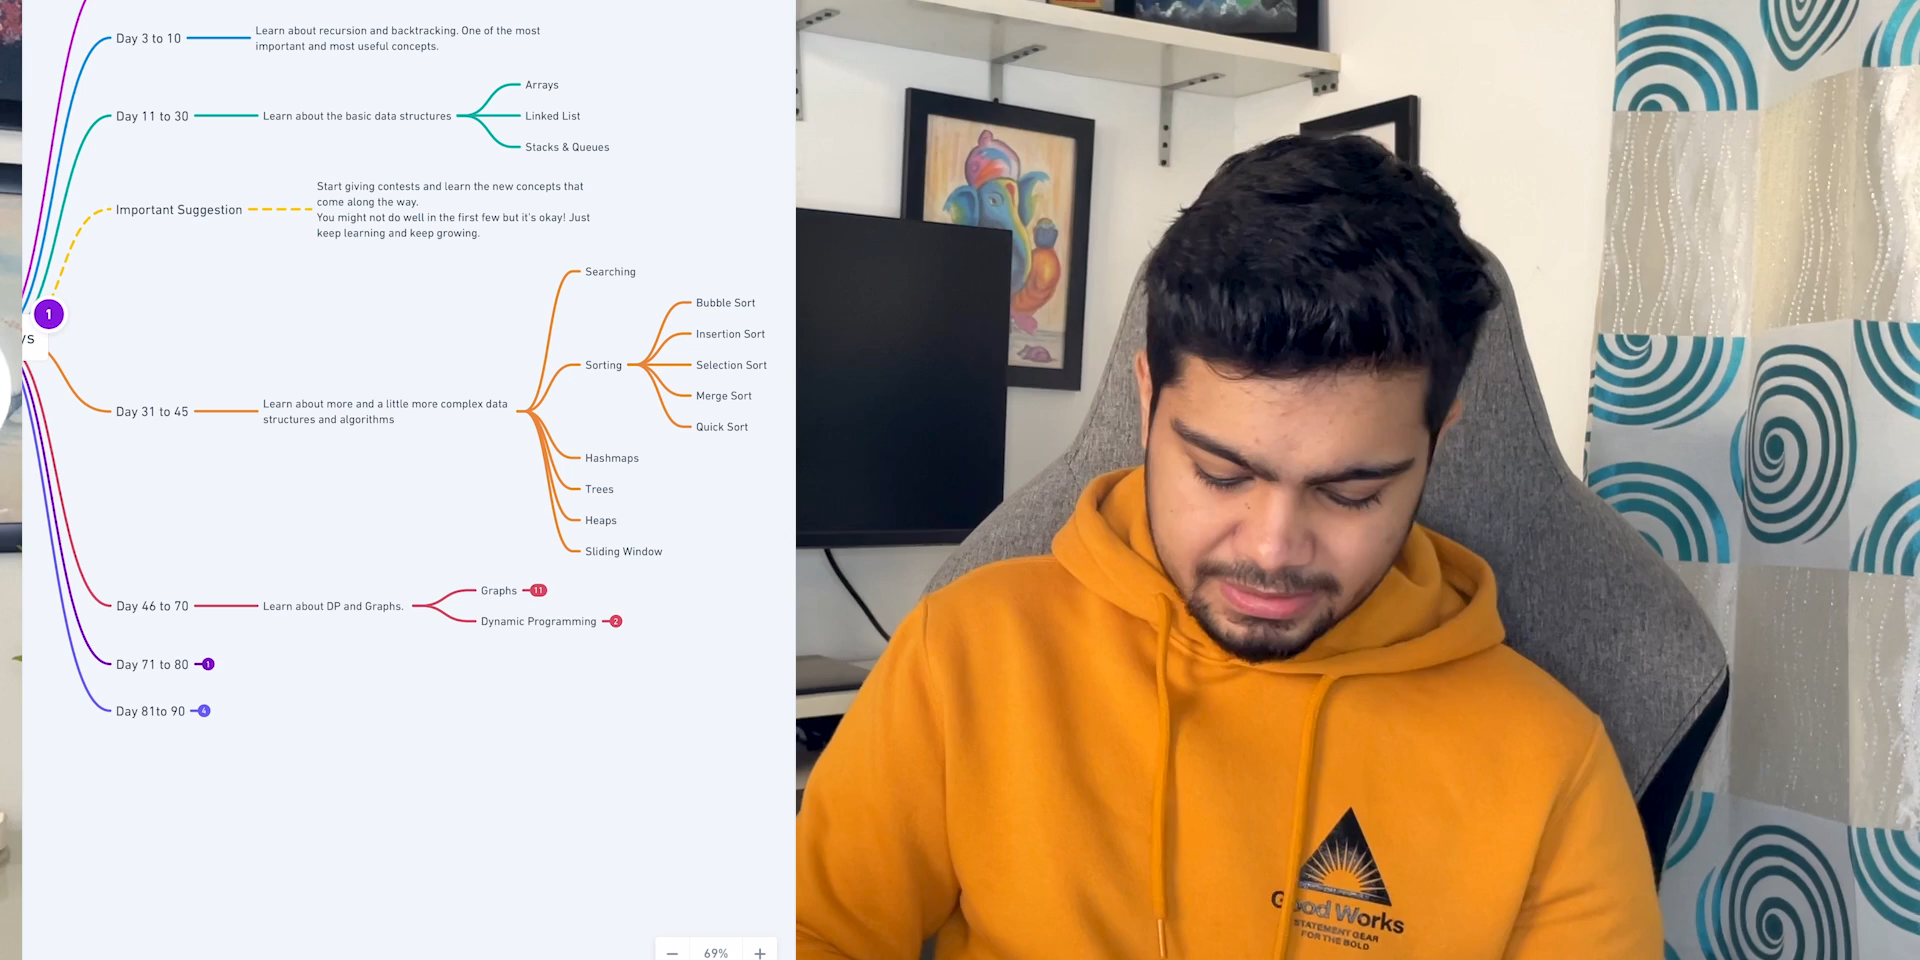 Day 3 to 10
Learn about recursion and backtracking. One of the most
important and most useful concepts.
Day 11 to 30
Learn about the basic data structures
Arrays
Linked List
Stacks & Queues
Important Suggestion
Start giving contests and learn the new concepts that
come along the way.
You might not do well in the first few but it's okay! Just
keep learning and keep growing.
1
Day 31 to 45
Learn about more and a little more complex data
structures and algorithms
Searching
Sorting
Bubble Sort
Insertion Sort
Selection Sort
Merge Sort
Quick Sort
Hashmaps
Trees
Heaps
Sliding Window
Day 46 to 70
Learn about DP and Graphs.
Graphs
11
Dynamic Programming
2
Day 71 to 80
1
Day 81to 90
4
69%
Good Works
STATEMENT GEAR
FOR THE BOLD